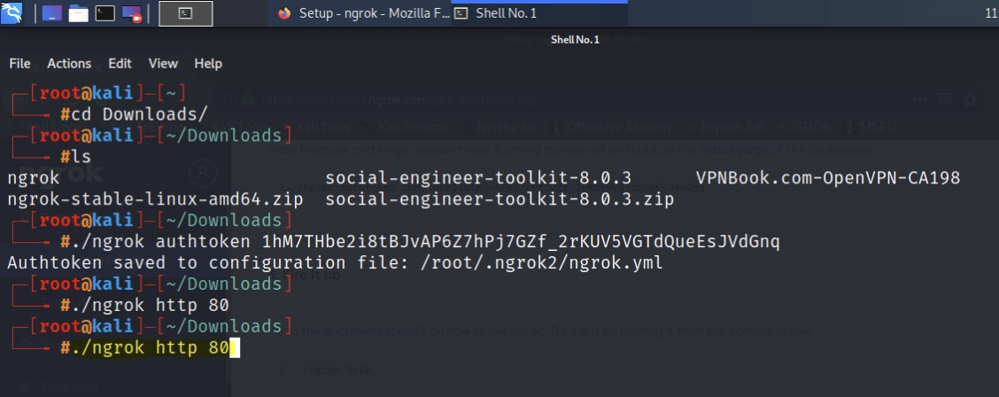 Setup - ngrok - Mozilla F... Shell No. 1 11:
Shell No. 1
File Actions Edit View Help
[root@kali]-[~]
#cd Downloads/
[root@kali]-[~/Downloads]
#ls
ngrok social-engineer-toolkit-8.0.3 VPNBook.com-OpenVPN-CA198
ngrok-stable-linux-amd64.zip social-engineer-toolkit-8.0.3.zip
[root@kali]-[~/Downloads]
#./ngrok authtoken 1hM7THbe2i8tBJvAP6Z7hPj7GZf_2rKUV5VGTdQueEsJVdGnq
Authtoken saved to configuration file: /root/.ngrok2/ngrok.yml
[root@kali]-[~/Downloads]
#./ngrok http 80
[root@kali]-[~/Downloads]
#./ngrok http 80